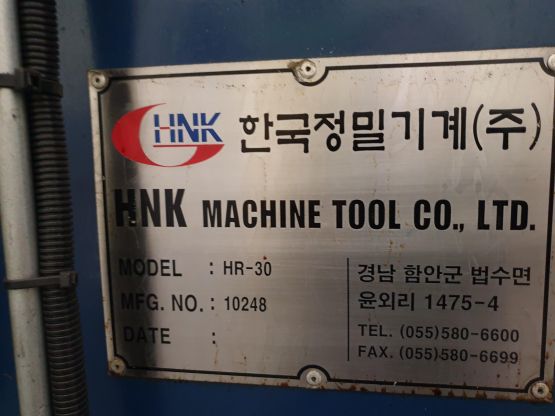 HNK 한국정밀기계(주)
HNK MACHINE TOOL CO., LTD.
MODEL : HR-30
MFG. NO. : 10248
DATE :
경남 함안군 법수면
윤외리 1475-4
TEL. (055)580-6600
FAX. (055)580-6699